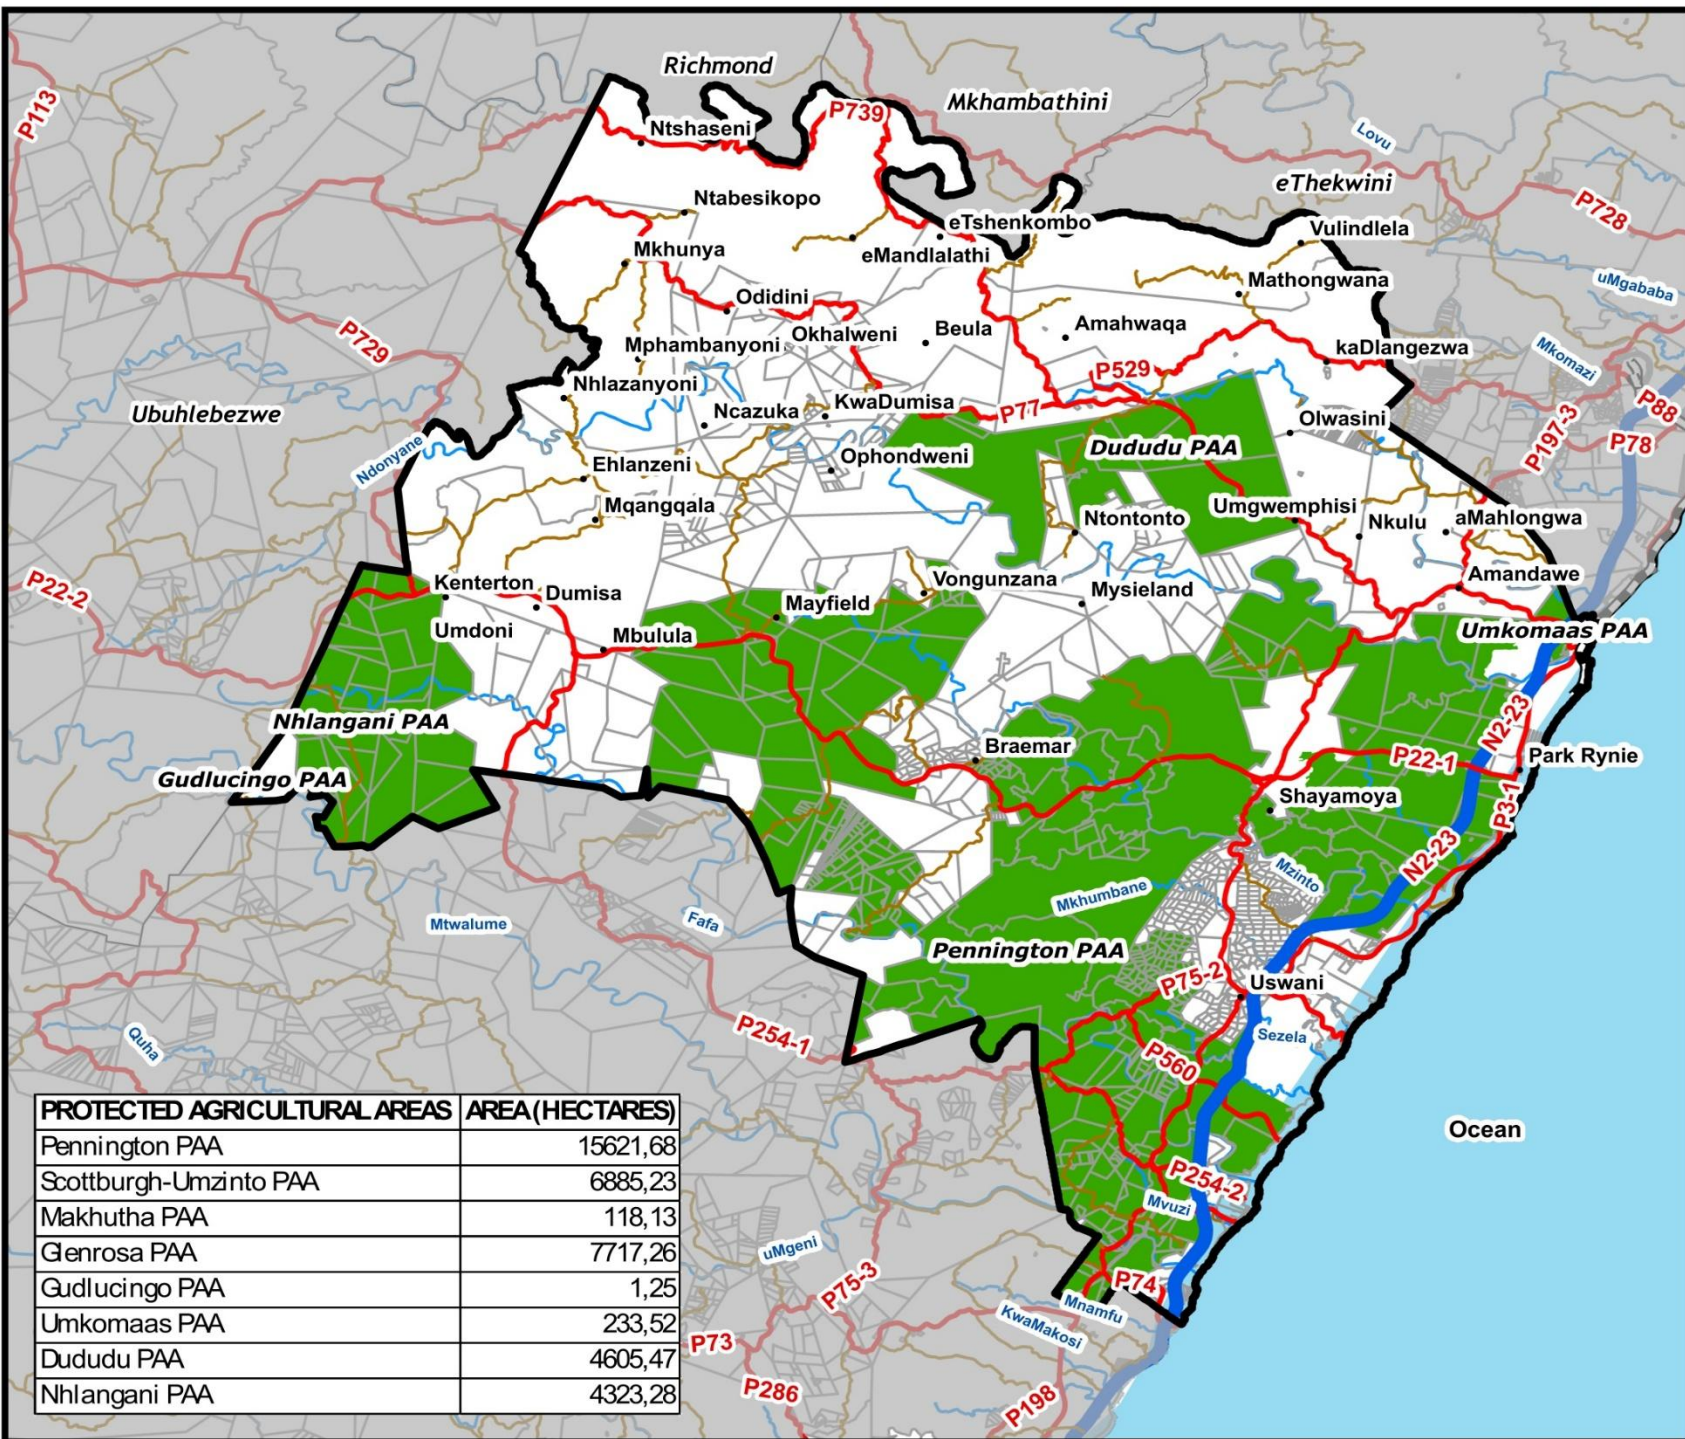 Richmond
Mkhambathini
P113
P739
Ntshaseni
Lovu
eThekwini
P728
Ntabesikopo
eTshenkombo
Vulindlela
Mkhunya
eMandlalathi
Mathongwana
uMgababa
Odidini
Okhalweni
Beula
Amahwaqa
P729
Mphambanyoni
kaDlangezwa
Mkomazi
P529
Nhlazanyoni
Ubuhlebezwe
Ncazuka
KwaDumisa
P77
P88
Olwasini
P197-3
P78
Ndonyane
Dududu PAA
Ehlanzeni
Ophondweni
Mqangqala
Ntontonto
Umgwemphisi
Nkulu
aMahlongwa
P22-2
Kenterton
Dumisa
Vongunzana
Mayfield
Mysieland
Amandawe
Umdoni
Mbulula
Umkomaas PAA
Nhlangani PAA
N2-23
Braemar
P22-1
Park Rynie
Gudlucingo PAA
Shayamoya
P3-1
N2-23
Mzinto
Mkhumbane
Mtwalume
Fafa
Pennington PAA
P75-2
Uswani
P254-1
Quha
Sezela
P560
Ocean
P254-2
Mvuzi
uMgeni
P75-3
P74
Mnamfu
KwaMakosi
P73
P286
P198
PROTECTED AGRICULTURAL AREAS AREA (HECTARES)
Pennington PAA 15621,68
Scottburgh-Umzinto PAA 6885,23
Makhutha PAA 118,13
Glenrosa PAA 7717,26
Gudlucingo PAA 1,25
Umkomaas PAA 233,52
Dududu PAA 4605,47
Nhlangani PAA 4323,28